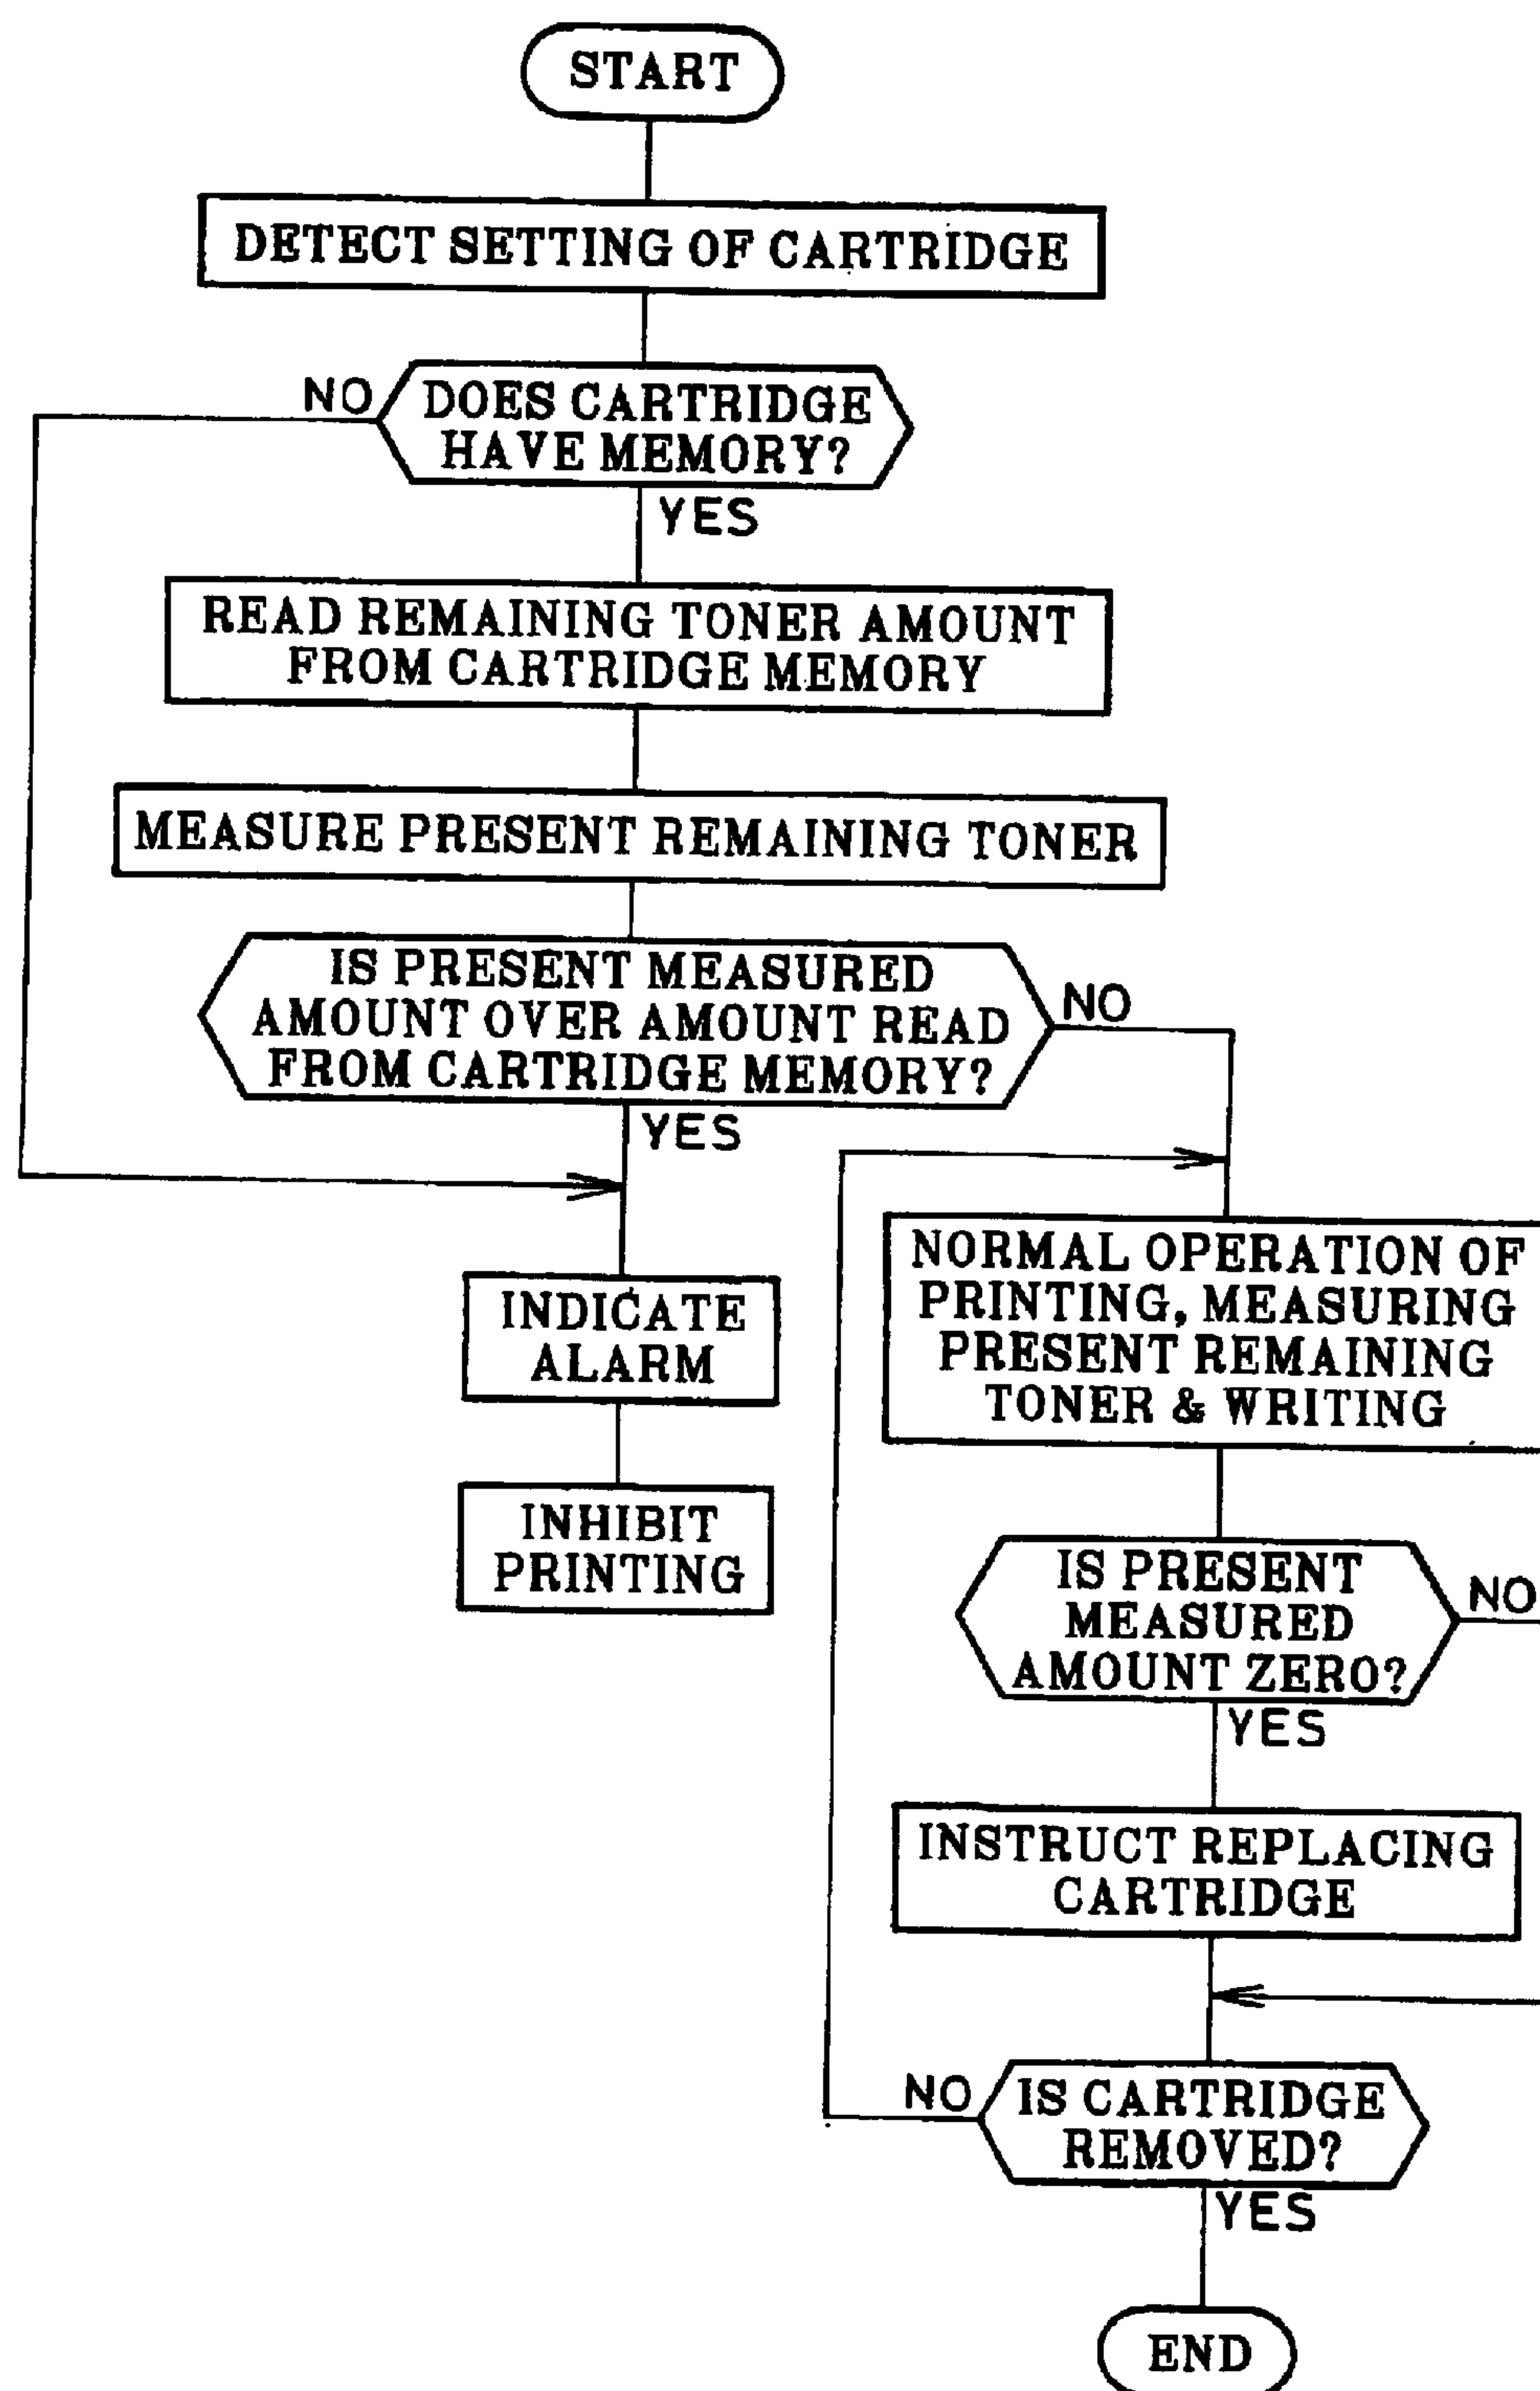 START
DETECT SETTING OF CARTRIDGE
NO
DOES CARTRIDGE
HAVE MEMORY?
YES
READ REMAINING TONER AMOUNT
FROM CARTRIDGE MEMORY
MEASURE PRESENT REMAINING TONER
IS PRESENT MEASURED
AMOUNT OVER AMOUNT READ
FROM CARTRIDGE MEMORY?
NO
YES
INDICATE
ALARM
INHIBIT
PRINTING
NORMAL OPERATION OF
PRINTING, MEASURING
PRESENT REMAINING
TONER & WRITING
IS PRESENT
MEASURED
AMOUNT ZERO?
NO
YES
INSTRUCT REPLACING
CARTRIDGE
NO
IS CARTRIDGE
REMOVED?
YES
END